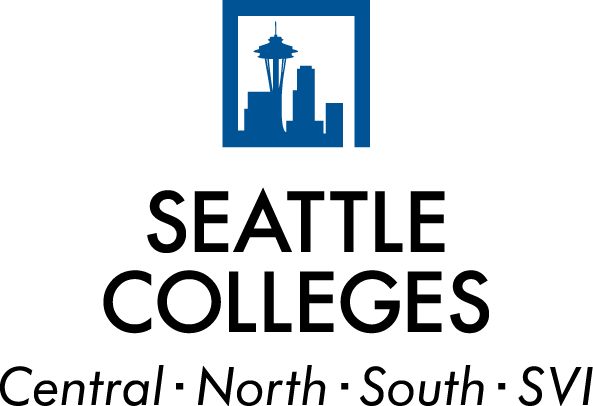 SEATTLE
COLLEGES
Central · North · South · SVI